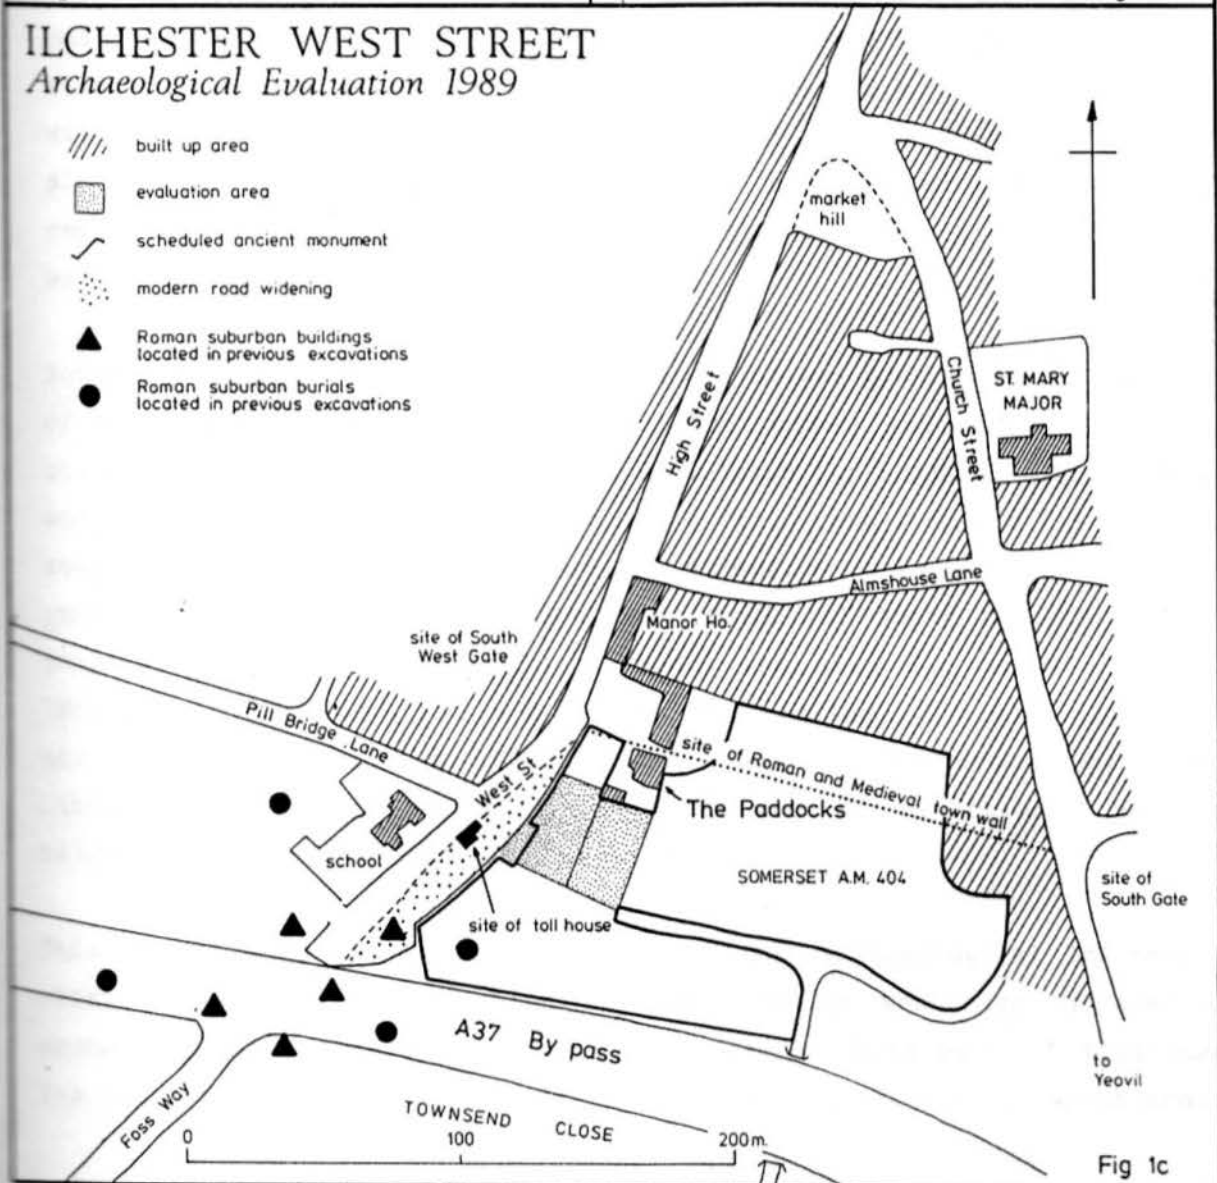 ILCHESTER WEST STREET
Archaeological Evaluation 1989
built up area
evaluation area
scheduled ancient monument
modern road widening
Roman suburban buildings
located in previous excavations
Roman suburban burials
located in previous excavations
market
hill
High Street
Church Street
ST. MARY
MAJOR
Almshouse Lane
Manor Ho.
site of South
West Gate
Pill Bridge Lane
West St
site of Roman and Medieval town wall
The Paddocks
school
SOMERSET A.M. 404
site of
South Gate
site of toll house
A37 By pass
to
Yeovil
Foss Way
TOWNSEND CLOSE
0 100 200m.
Fig 1c